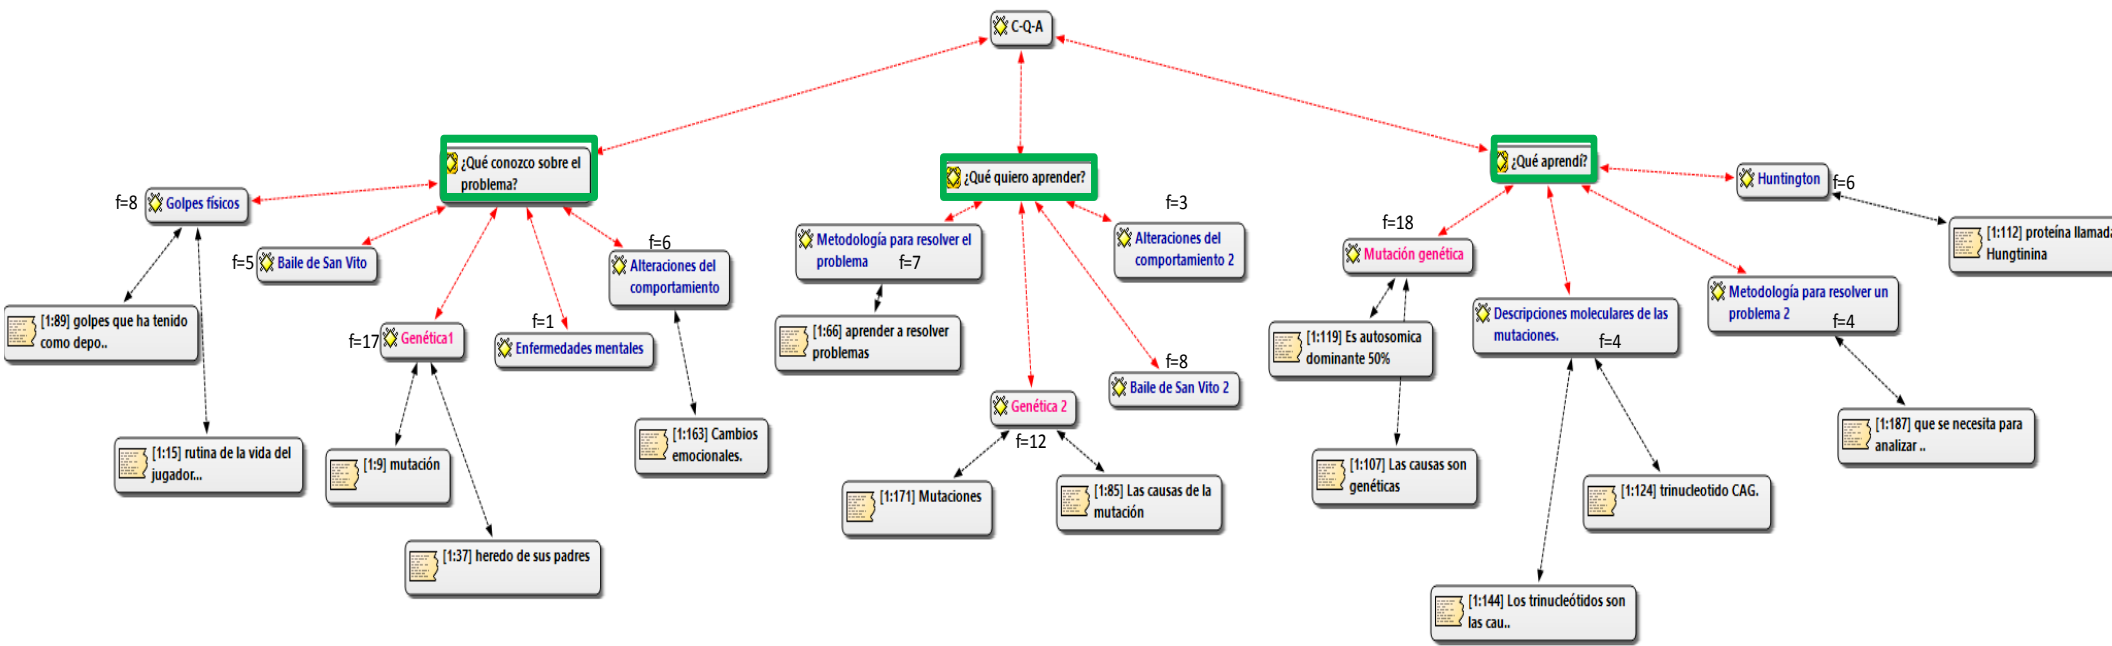 C-Q-A
¿Qué conozco sobre el
problema?
¿Qué quiero aprender?
¿Qué aprendí?
f=8
Golpes físicos
f=5
Baile de San Vito
f=17
Genética1
f=1
Enfermedades mentales
f=6
Alteraciones del
comportamiento
[1:89] golpes que ha tenido
como depo..
[1:15] rutina de la vida del
jugador...
[1:9] mutación
[1:37] heredo de sus padres
[1:163] Cambios
emocionales.
Metodología para resolver el
problema
f=7
[1:66] aprender a resolver
problemas
f=3
Alteraciones del
comportamiento 2
f=8
Baile de San Vito 2
Genética 2
f=12
[1:171] Mutaciones
[1:85] Las causas de la
mutación
f=18
Mutación genética
[1:119] Es autosomica
dominante 50%
[1:107] Las causas son
genéticas
Descripciones moleculares de las
mutaciones.
f=4
[1:144] Los trinucleótidos son
las cau..
[1:124] trinucleotido CAG.
Metodología para resolver un
problema 2
f=4
[1:187] que se necesita para
analizar ..
Huntington
f=6
[1:112] proteína llamada
Hungtinina